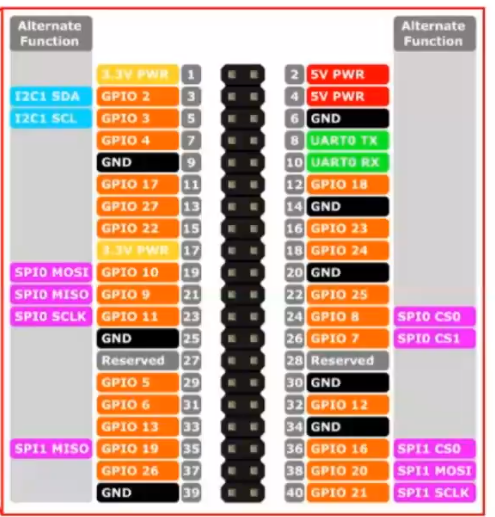 Alternate Alternate
Function Function
3.3V PWR 1 2 5V PWR
I2C1 SDA GPIO 2 3 4 5V PWR
I2C1 SCL GPIO 3 5 6 GND
GPIO 4 7 8 UART0 TX
GND 9 10 UART0 RX
GPIO 17 11 12 GPIO 18
GPIO 27 13 14 GND
GPIO 22 15 16 GPIO 23
3.3V PWR 17 18 GPIO 24
SPI0 MOSI GPIO 10 19 20 GND
SPI0 MISO GPIO 9 21 22 GPIO 25
SPI0 SCLK GPIO 11 23 24 GPIO 8 SPI0 CS0
GND 25 26 GPIO 7 SPI0 CS1
Reserved 27 28 Reserved
GPIO 5 29 30 GND
GPIO 6 31 32 GPIO 12
GPIO 13 33 34 GND
SPI1 MISO GPIO 19 35 36 GPIO 16 SPI1 CS0
GPIO 26 37 38 GPIO 20 SPI1 MOSI
GND 39 40 GPIO 21 SPI1 SCLK